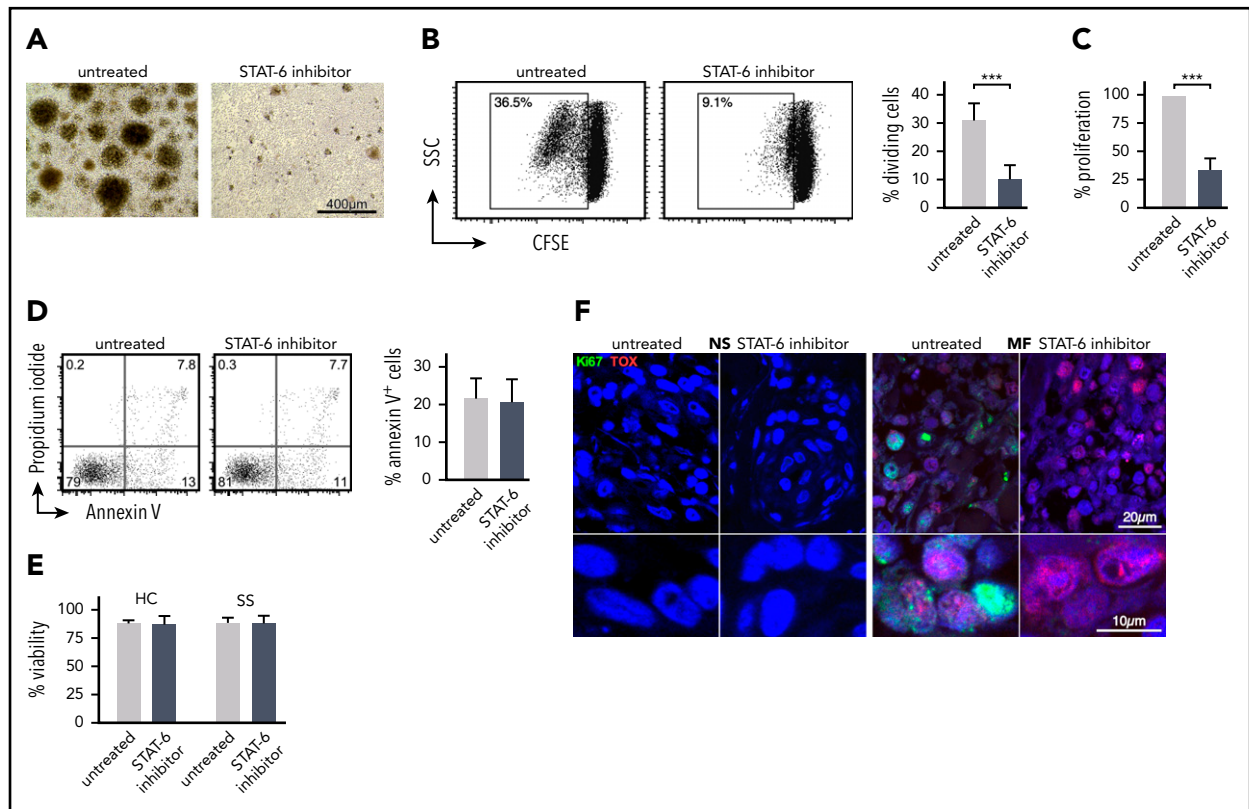 A
untreated
STAT-6 inhibitor
400µm
B
untreated
STAT-6 inhibitor
36.5%
9.1%
SSC
CFSE
% dividing cells
40
30
20
10
0
***
untreated
STAT-6
inhibitor
C
% proliferation
100
75
50
25
0
***
untreated
STAT-6
inhibitor
D
untreated
STAT-6 inhibitor
0.2
7.8
79
13
0.3
7.7
81
11
Propidium iodide
Annexin V
% annexin V+ cells
30
20
10
0
untreated
STAT-6
inhibitor
E
% viability
100
75
50
25
0
HC
SS
untreated
STAT-6
inhibitor
untreated
STAT-6
inhibitor
F
untreated NS STAT-6 inhibitor
untreated MF STAT-6 inhibitor
Ki67 TOX
20µm
10µm